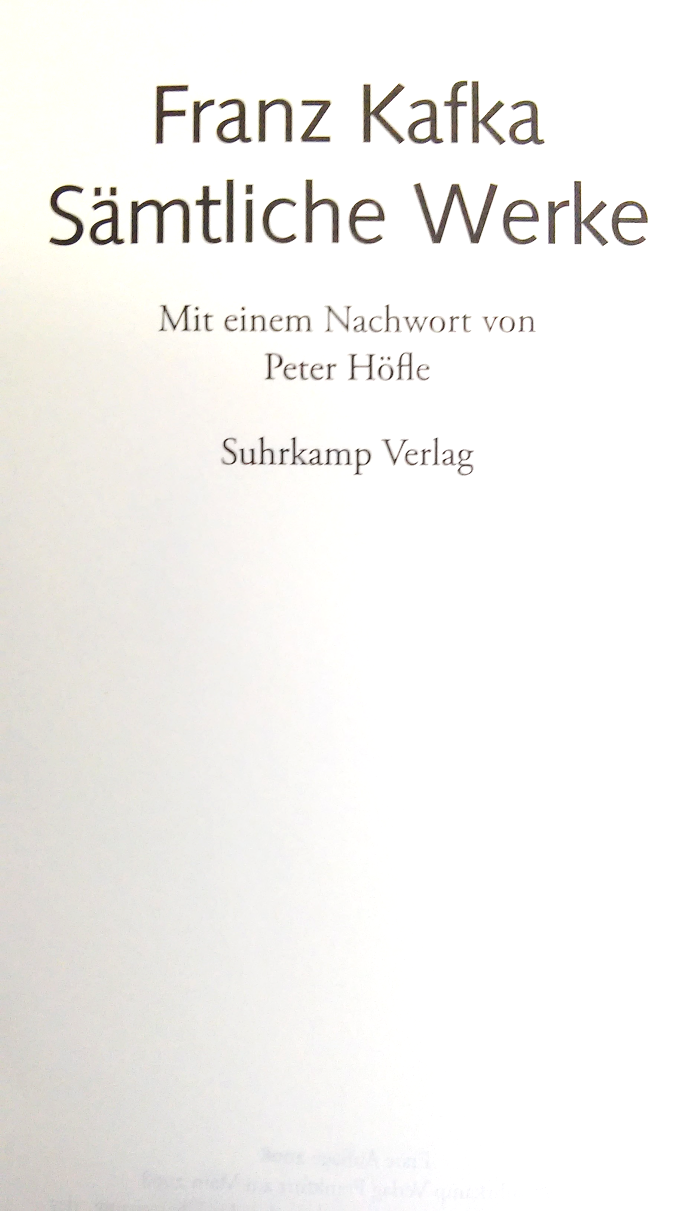 Franz Kafka
Sämtliche Werke
Mit einem Nachwort von
Peter Höfle
Suhrkamp Verlag